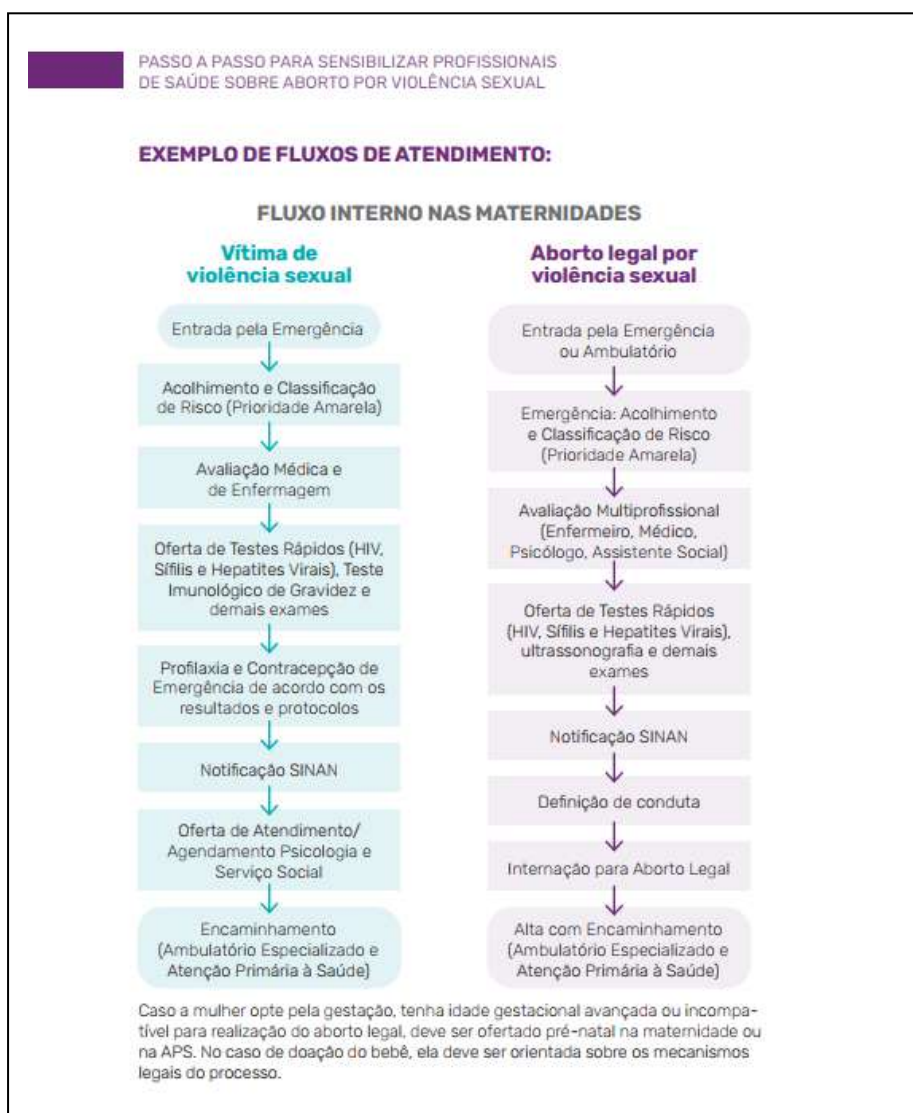 PASSO A PASSO PARA SENSIBILIZAR PROFISSIONAIS
DE SAÚDE SOBRE ABORTO POR VIOLÊNCIA SEXUAL
EXEMPLO DE FLUXOS DE ATENDIMENTO:
FLUXO INTERNO NAS MATERNIDADES
Vítima de
violência sexual
Entrada pela Emergência
Acolhimento e Classificação
de Risco (Prioridade Amarela)
Avaliação Médica e
de Enfermagem
Oferta de Testes Rápidos (HIV,
Sífilis e Hepatites Virais), Teste
Imunológico de Gravidez e
demais exames
Profilaxia e Contracepção de
Emergência de acordo com os
resultados e protocolos
Notificação SINAN
Oferta de Atendimento/
Agendamento Psicologia e
Serviço Social
Encaminhamento
(Ambulatório Especializado e
Atenção Primária à Saúde)
Aborto legal por
violência sexual
Entrada pela Emergência
ou Ambulatório
Emergência: Acolhimento
e Classificação de Risco
(Prioridade Amarela)
Avaliação Multiprofissional
(Enfermeiro, Médico,
Psicólogo, Assistente Social)
Oferta de Testes Rápidos
(HIV, Sífilis e Hepatites Virais),
ultrassonografia e demais
exames
Notificação SINAN
Definição de conduta
Internação para Aborto Legal
Alta com Encaminhamento
(Ambulatório Especializado e
Atenção Primária à Saúde)
Caso a mulher opte pela gestação, tenha idade gestacional avançada ou incompa-
tível para realização do aborto legal, deve ser ofertado pré-natal na maternidade ou
na APS. No caso de doação do bebê, ela deve ser orientada sobre os mecanismos
legais do processo.